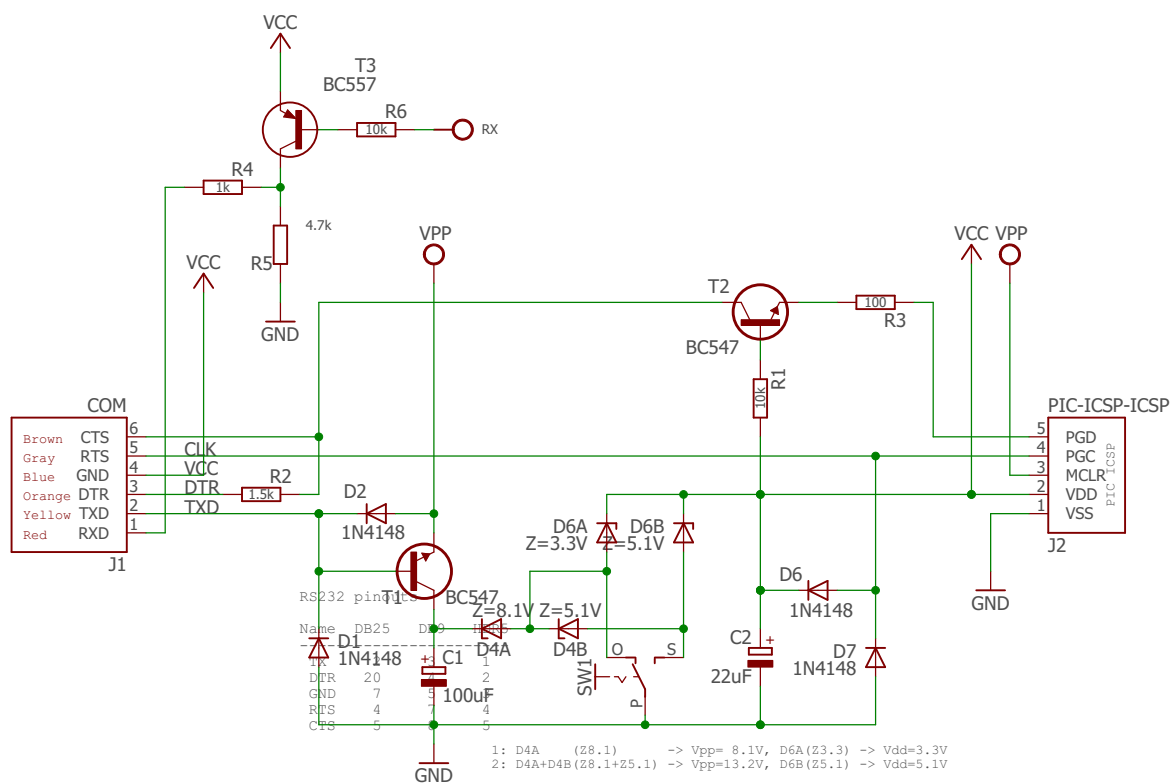 VCC
T3
BC557
R6
10k
RX
R4
1k
4.7k
R5
VCC
GND
VPP
T2
BC547
100
R3
VCC
VPP
R1
10k
COM
Brown CTS 6
Gray RTS 5 CLK
Blue GND 4 VCC
Orange DTR 3 DTR
Yellow TXD 2 TXD
Red RXD 1
J1
R2
1.5k
D2
1N4148
T1
BC547
D6A
Z=3.3V
D6B
Z=5.1V
Z=8.1V
D4A
Z=5.1V
D4B
D1
1N4148
C1
100uF
SW1
O
S
P
D6
1N4148
C2
22uF
D7
1N4148
GND
PIC-ICSP-ICSP
5 PGD
4 PGC
3 MCLR
2 VDD
1 VSS
PIC ICSP
J2
GND
RS232 pinouts
Name DB25
TX 1
DTR 20 2
GND 7 5
RTS 4 7 4
CTS 5 5
1: D4A (Z8.1) -> Vpp= 8.1V, D6A(Z3.3) -> Vdd=3.3V
2: D4A+D4B(Z8.1+Z5.1) -> Vpp=13.2V, D6B(Z5.1) -> Vdd=5.1V